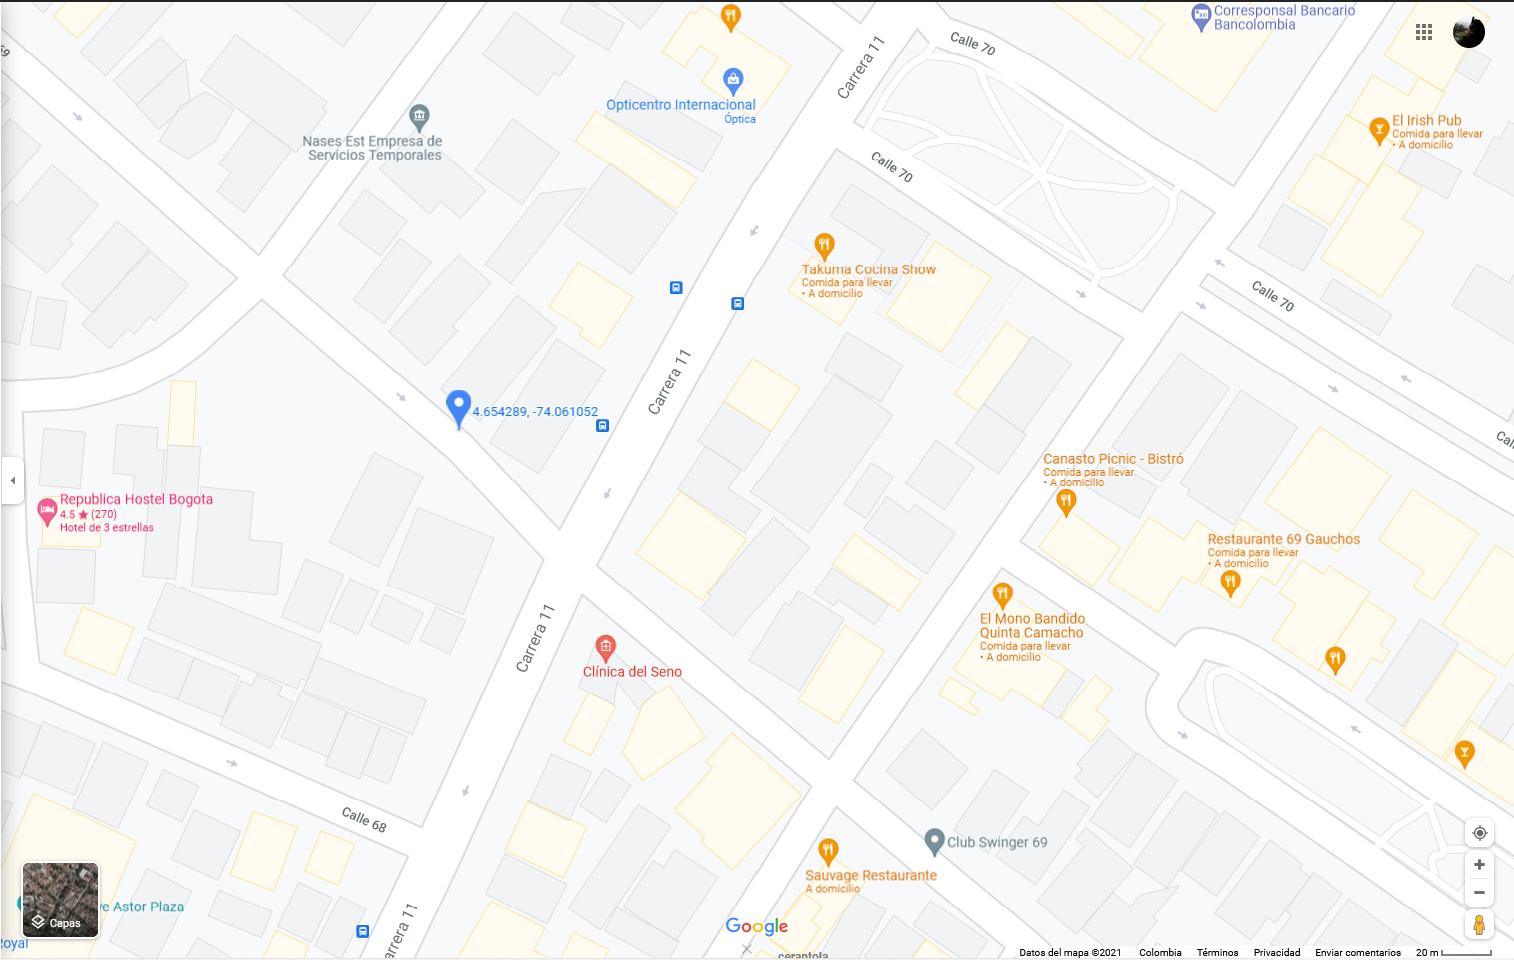 Corresponsal Bancario
Bancolombia
Calle 70
Carrera 11
Opticentro Internacional
Óptica
El Irish Pub
Comida para llevar
• A domicilio
Nases Est Empresa de
Servicios Temporales
Calle 70
Takuma Cocina Show
Comida para llevar
• A domicilio
Calle 70
Carrera 11
4.654289, -74.061052
Canasto Picnic - Bistró
Comida para llevar
• A domicilio
Republica Hostel Bogota
4.5 ★ (270)
Hotel de 3 estrellas
Restaurante 69 Gauchos
Comida para llevar
• A domicilio
El Mono Bandido
Quinta Camacho
Comida para llevar
• A domicilio
Carrera 11
Clínica del Seno
Calle 68
Club Swinger 69
Sauvage Restaurante
A domicilio
ve Astor Plaza
Capas
Google
Datos del mapa ©2021 Colombia Términos Privacidad Enviar comentarios 20 m